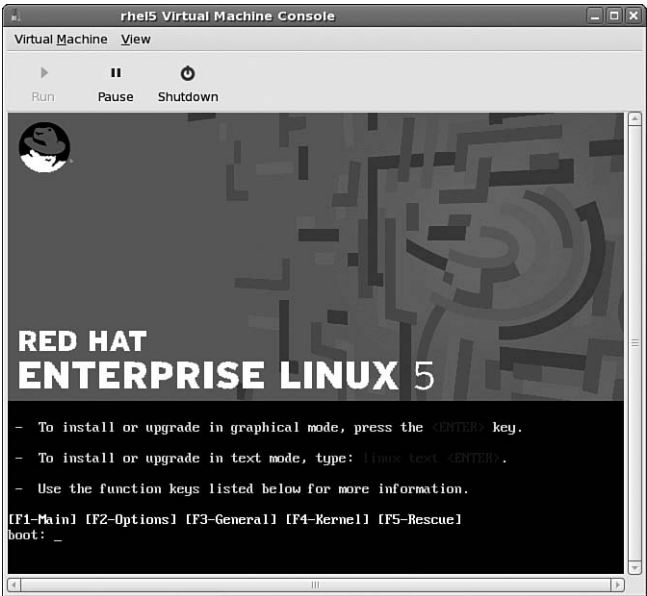 rhel5 Virtual Machine Console
Virtual Machine View
Run Pause Shutdown
RED HAT
ENTERPRISE LINUX 5
- To install or upgrade in graphical mode, press the <ENTER> key.
- To install or upgrade in text mode, type: linux text <ENTER>.
- Use the function keys listed below for more information.
[F1-Main] [F2-Options] [F3-General] [F4-Kernel] [F5-Rescue]
boot: _